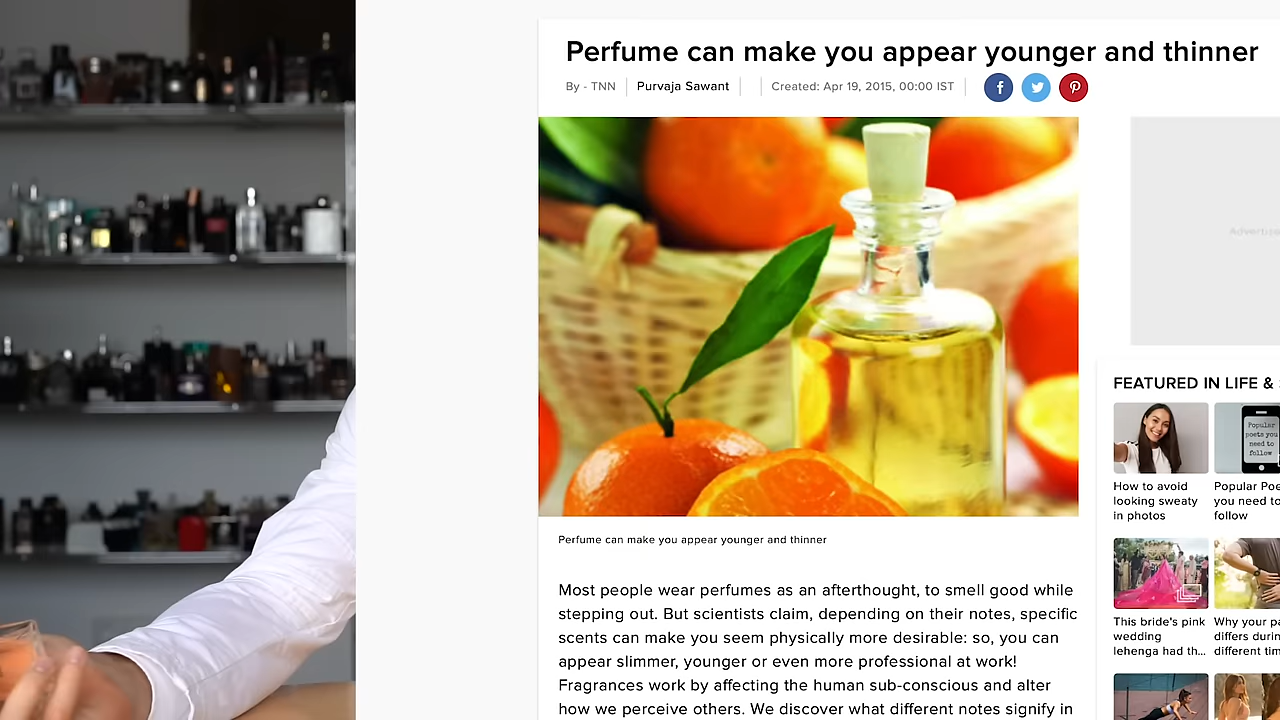 Perfume can make you appear younger and thinner
By - TNN Purvaja Sawant Created: Apr 19, 2015, 00:00 IST
Perfume can make you appear younger and thinner
Most people wear perfumes as an afterthought, to smell good while
stepping out. But scientists claim, depending on their notes, specific
scents can make you seem physically more desirable: so, you can
appear slimmer, younger or even more professional at work!
Fragrances work by affecting the human sub-conscious and alter
how we perceive others. We discover what different notes signify in
FEATURED IN LIFE &
Popular
poets you
need to
follow
How to avoid
looking sweaty
in photos
Popular Poe
you need to
follow
This bride's pink
wedding
lehenga had th...
Why your pa
differs durin
different tim